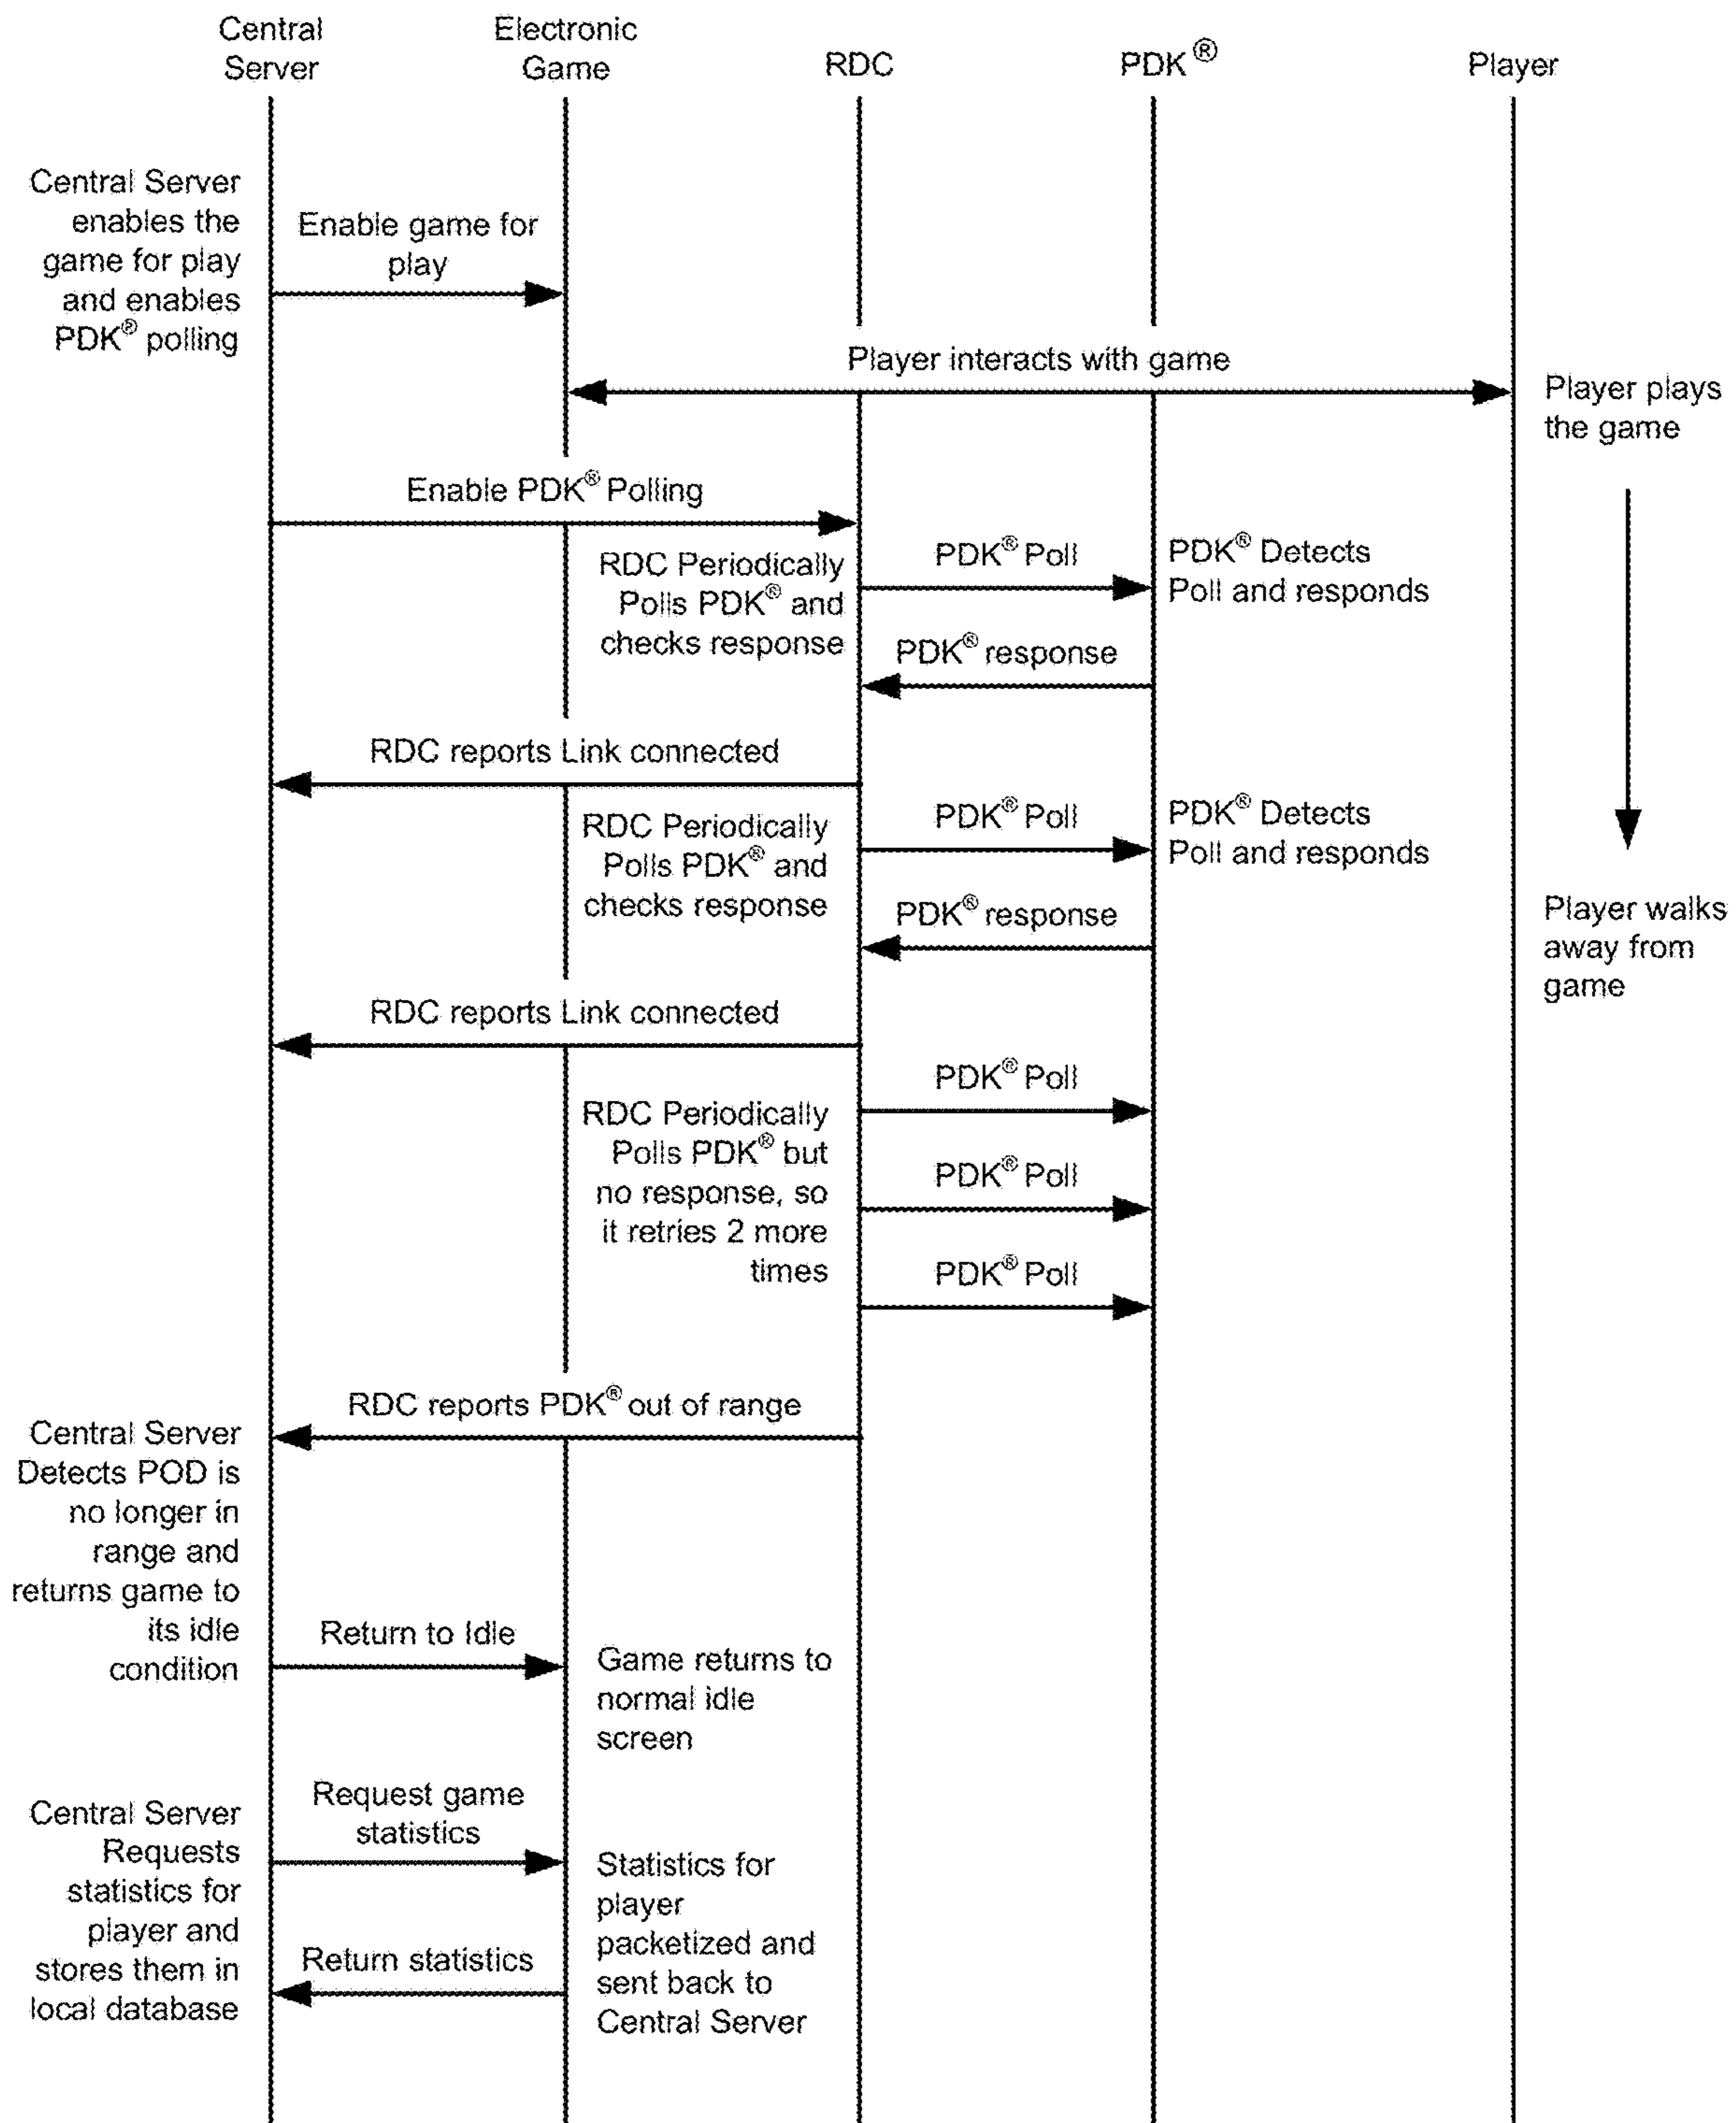 Central
Server
Electronic
Game
RDC
PDK®
Player
Central Server
enables the
game for play
and enables
PDK® polling
Enable game for
play
Player interacts with game
Player plays
the game
Enable PDK® Polling
RDC Periodically
Polls PDK® and
checks response
PDK® Poll
PDK® Detects
Poll and responds
PDK® response
RDC reports Link connected
RDC Periodically
Polls PDK® and
checks response
PDK® Poll
PDK® Detects
Poll and responds
PDK® response
Player walks
away from
game
RDC reports Link connected
RDC Periodically
Polls PDK® but
no response, so
it retries 2 more
times
PDK® Poll
PDK® Poll
PDK® Poll
RDC reports PDK® out of range
Central Server
Detects POD is
no longer in
range and
returns game to
its idle
condition
Return to Idle
Game returns to
normal idle
screen
Central Server
Requests
statistics for
player and
stores them in
local database
Request game
statistics
Statistics for
player
packetized and
sent back to
Central Server
Return statistics